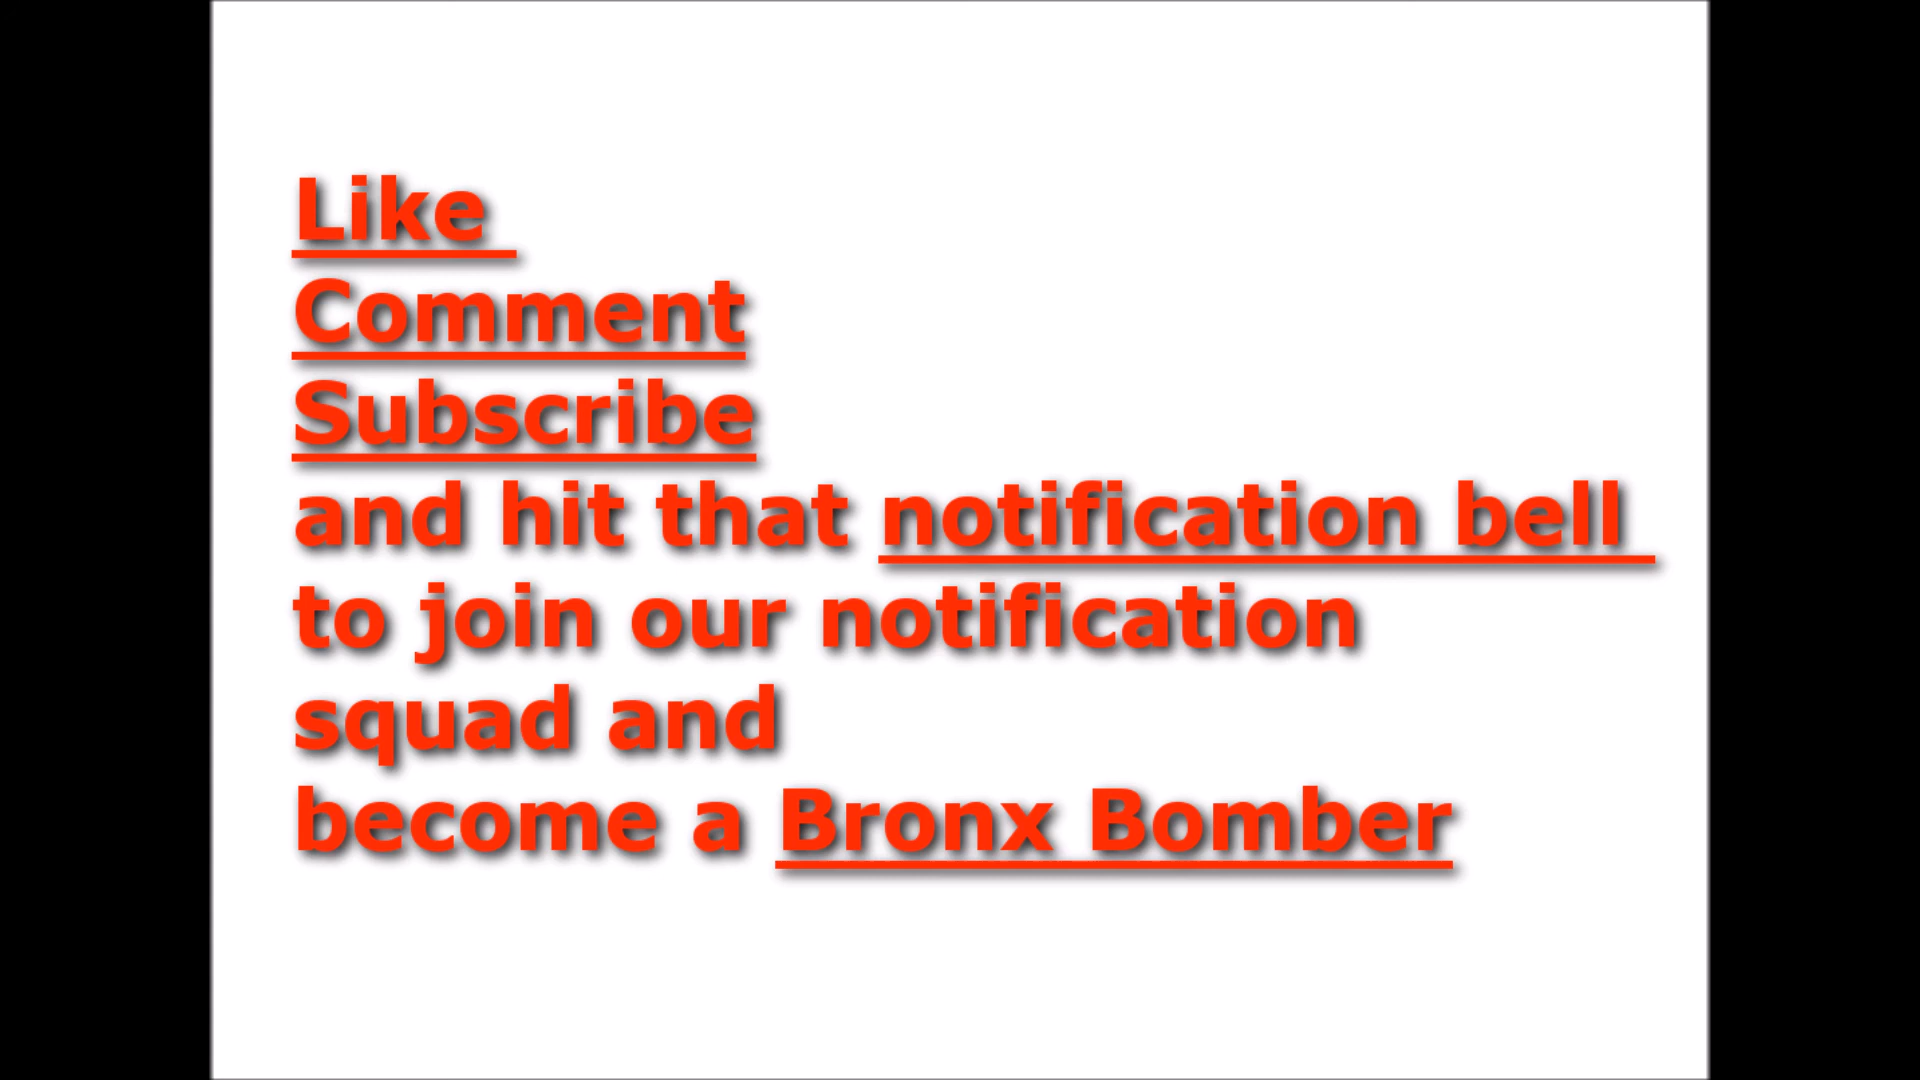 Like
Comment
Subscribe
and hit that notification bell
to join our notification
squad and
become a Bronx Bomber